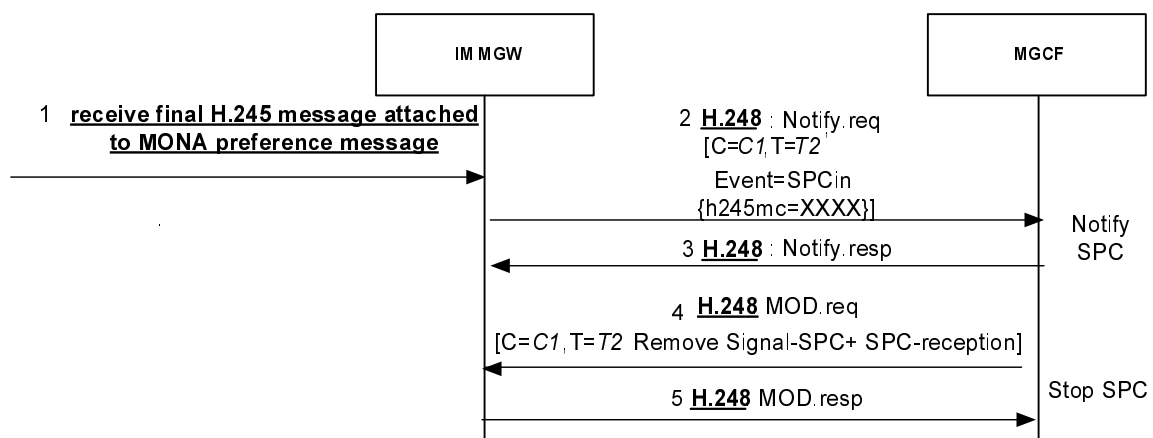 IM MGW
MGCF
1 receive final H.245 message attached
to MONA preference message
2 H.248 : Notify.req
[C=C1,T=T2,
Event=SPCin
{h245mc=XXXX}]
Notify
SPC
3 H.248 : Notify.resp
4 H.248 MOD.req
[C=C1,T=T2 Remove Signal-SPC+ SPC-reception]
Stop SPC
5 H.248 MOD.resp